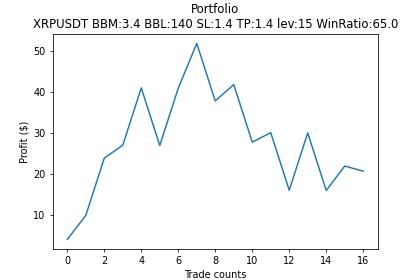 Portfolio
XRPUSDT BBM:3.4 BBL:140 SL:1.4 TP:1.4 lev:15 WinRatio:65.0
50
40
30
20
10
Profit ($)
0 2 4 6 8 10 12 14 16
Trade counts